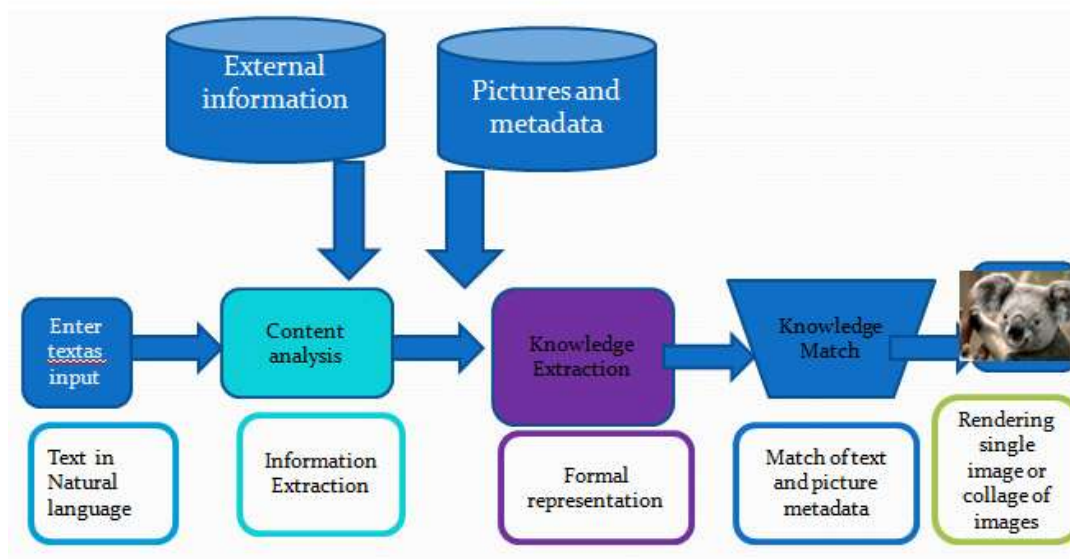 External
information
Pictures and
metadata
Enter
textas
input
Content
analysis
Knowledge
Extraction
Knowledge
Match
Text in
Natural
language
Information
Extraction
Formal
representation
Match of text
and picture
metadata
Rendering
single
image or
collage of
images